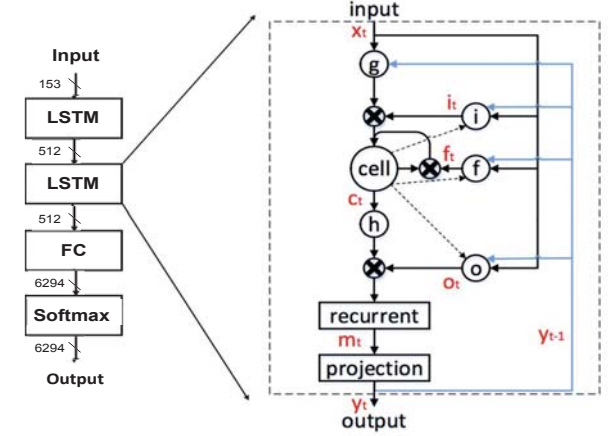 Input
153
LSTM
512
LSTM
512
FC
6294
Softmax
6294
Output
input
xt
g
it
i
cell
ft
f
ct
h
ot
o
recurrent
mt
yt-1
projection
yt
output